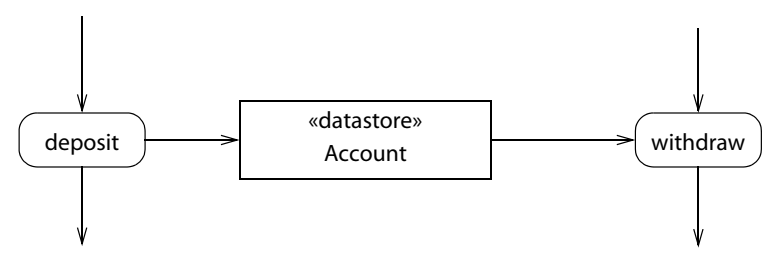 deposit
«datastore»
Account
withdraw